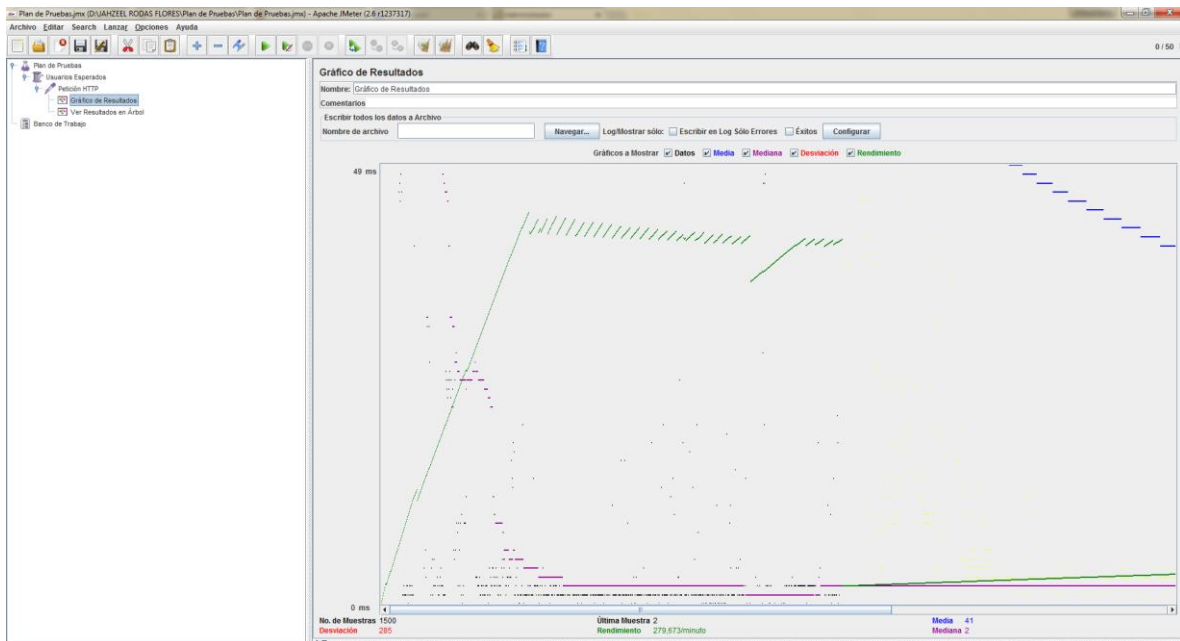 Plan de Pruebas.jmx (D:\JAHZEEL RODAS FLORES\Plan de Pruebas\Plan de Pruebas.jmx) - Apache JMeter (2.6 r1237317)
Archivo Editar Search Lanzar Opciones Ayuda
0 / 50
Plan de Pruebas
Usuarios Esperados
Petición HTTP
Gráfico de Resultados
Ver Resultados en Árbol
Banco de Trabajo
Gráfico de Resultados
Nombre: Gráfico de Resultados
Comentarios
Escribir todos los datos a Archivo
Nombre de archivo Navegar... Log/Mostrar sólo: Escribir en Log Sólo Errores Éxitos Configurar
Gráficos a Mostrar Datos Media Mediana Desviación Rendimiento
49 ms
0 ms
No. de Muestras 1500 Última Muestra 2 Media 41
Desviación 285 Rendimiento 279,673/minuto Mediana 2